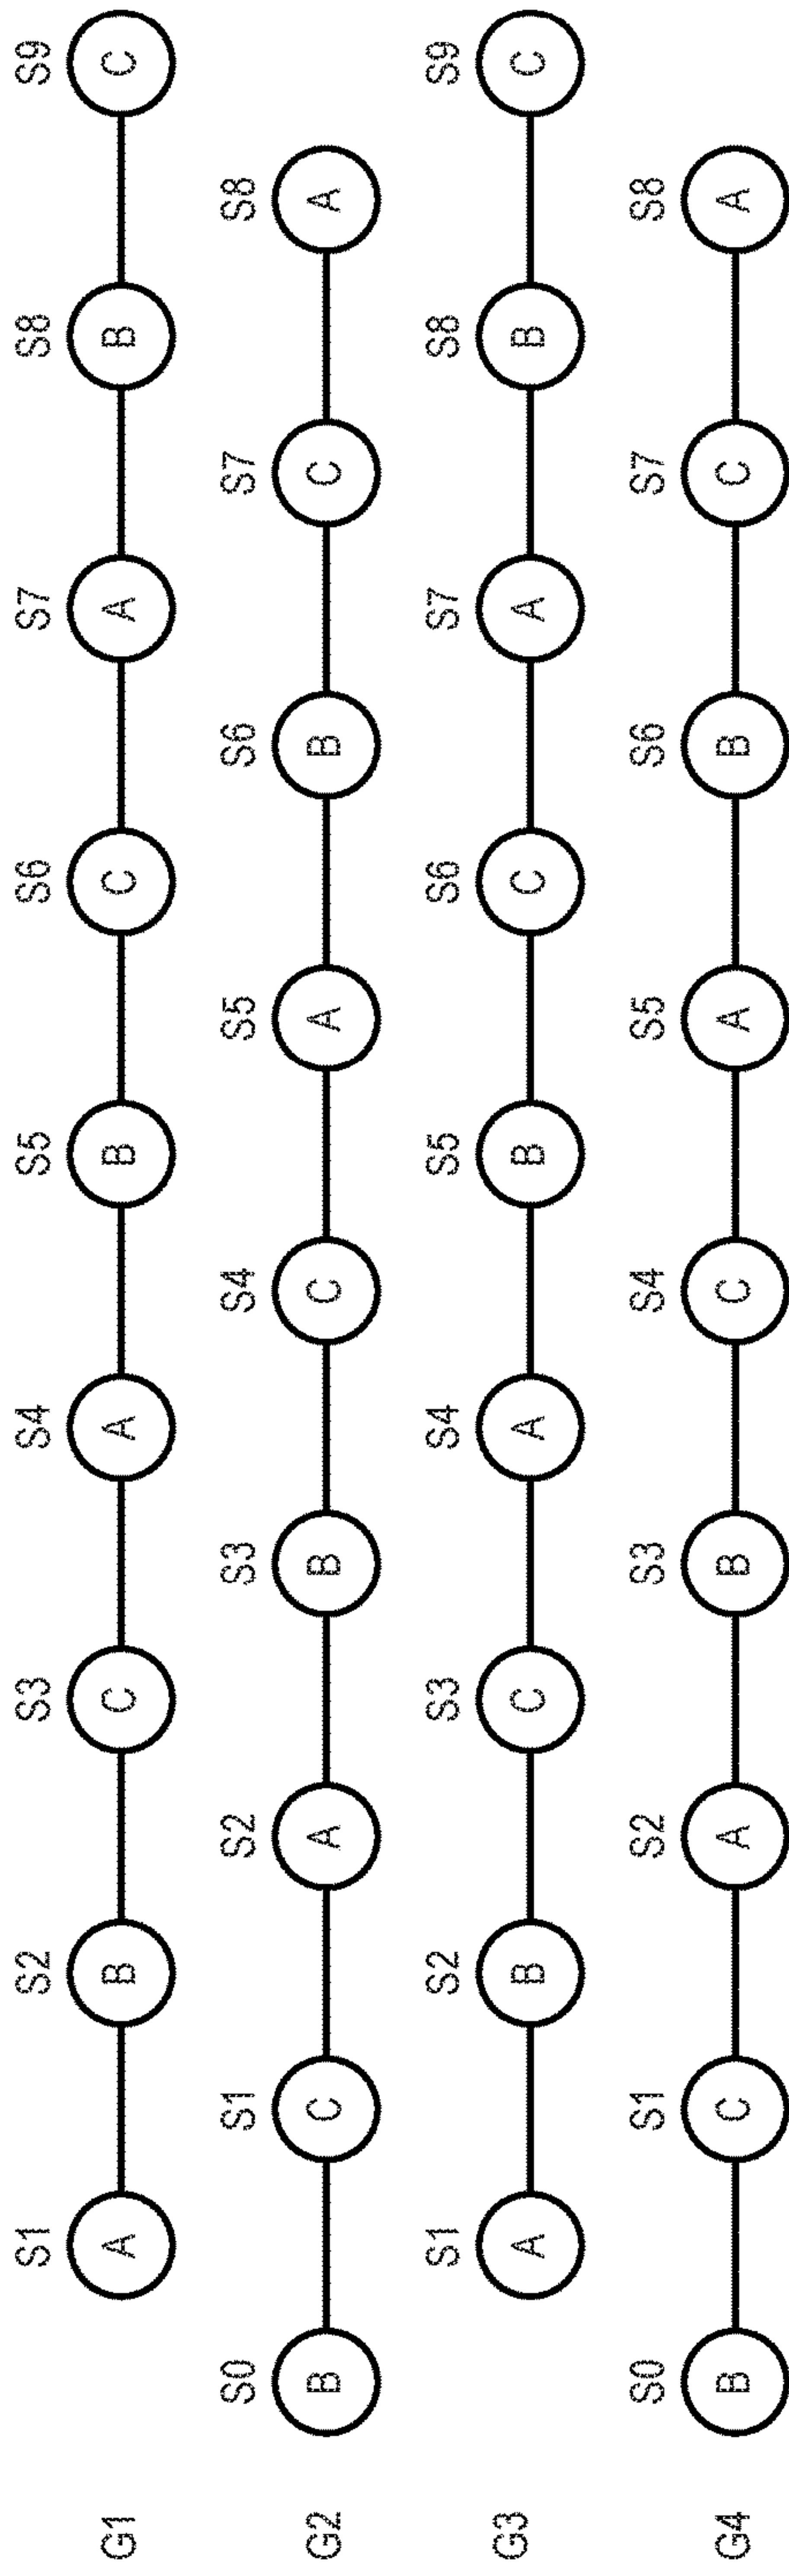 S1 S2 S3 S4 S5 S6 S7 S8 S9
G1 A B C A B C A B C
S0 S1 S2 S3 S4 S5 S6 S7 S8
G2 B C A B C A B C A
S1 S2 S3 S4 S5 S6 S7 S8 S9
G3 A B C A B C A B C
S0 S1 S2 S3 S4 S5 S6 S7 S8
G4 B C A B C A B C A